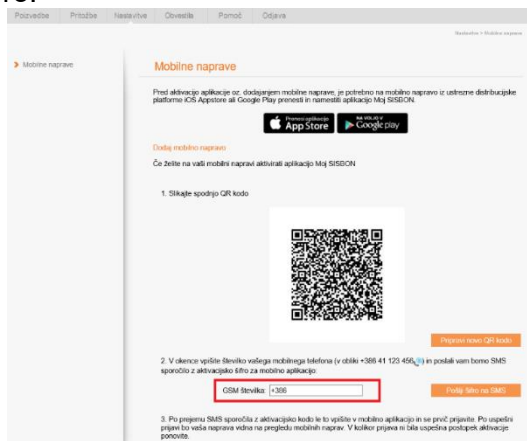 Poizvedbe Pritožbe Nastavitve Obvestila Pomoč Odjava
Nastavitve > Mobilne naprave
Mobilne naprave
Mobilne naprave
Pred aktivacijo aplikacije oz. dodajanjem mobilne naprave, je potrebno na mobilno napravo iz ustrezne distribucijske
platforme iOS Appstore ali Google Play prenesti in namestiti aplikacijo Moj SISBON.
Prenesi aplikacijo
App Store
NA VOLJO V
Google play
Dodaj mobilno napravo
Če želite na vaši mobilni napravi aktivirati aplikacijo Moj SISBON
1. Slikajte spodnjo QR kodo
Pripravi novo QR kodo
2. V okence vpišite številko vašega mobilnega telefona (v obliki +386 41 123 456) in poslali vam bomo SMS
sporočilo z aktivacijsko šifro za mobilno aplikacijo:
GSM številka: +386
Pošlji šifro na SMS
3. Po prejemu SMS sporočila z aktivacijsko kodo le to vpišite v mobilno aplikacijo in se prvič prijavite. Po uspešni
prijavi bo vaša naprava vidna na pregledu mobilnih naprav. V kolikor prijava ni bila uspešna postopek aktivacije
ponovite.